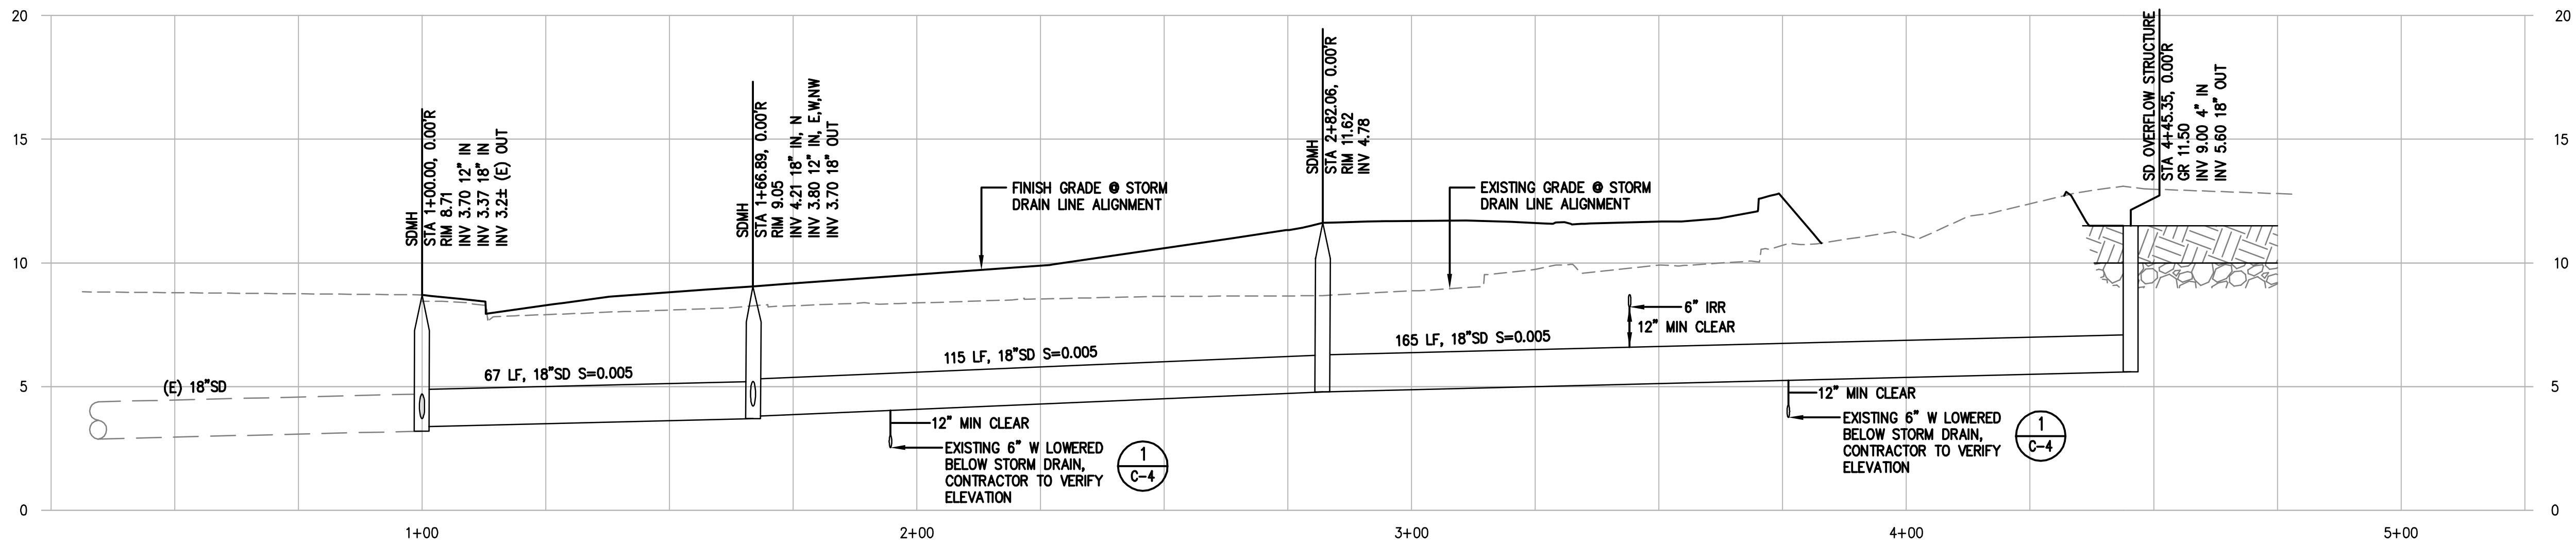 20
20
15
15
10
10
5
5
0
0
SDMH
STA 1+00.00, 0.00'R
RIM 8.71
INV 3.70 12" IN
INV 3.37 18" IN
INV 3.2± (E) OUT
SDMH
STA 1+66.89, 0.00'R
RIM 9.05
INV 4.21 18" IN, N
INV 3.80 12" IN, E,W,NW
INV 3.70 18" OUT
FINISH GRADE @ STORM
DRAIN LINE ALIGNMENT
SDMH
STA 2+82.06, 0.00'R
RIM 11.62
INV 4.78
EXISTING GRADE @ STORM
DRAIN LINE ALIGNMENT
SD OVERFLOW STRUCTURE
STA 4+45.35, 0.00'R
GR 11.50
INV 9.00 4" IN
INV 5.60 18" OUT
6" IRR
12" MIN CLEAR
(E) 18"SD
67 LF, 18"SD S=0.005
115 LF, 18"SD S=0.005
165 LF, 18"SD S=0.005
12" MIN CLEAR
EXISTING 6" W LOWERED
BELOW STORM DRAIN,
CONTRACTOR TO VERIFY
ELEVATION
1
C-4
12" MIN CLEAR
EXISTING 6" W LOWERED
BELOW STORM DRAIN,
CONTRACTOR TO VERIFY
ELEVATION
1
C-4
1+00
2+00
3+00
4+00
5+00